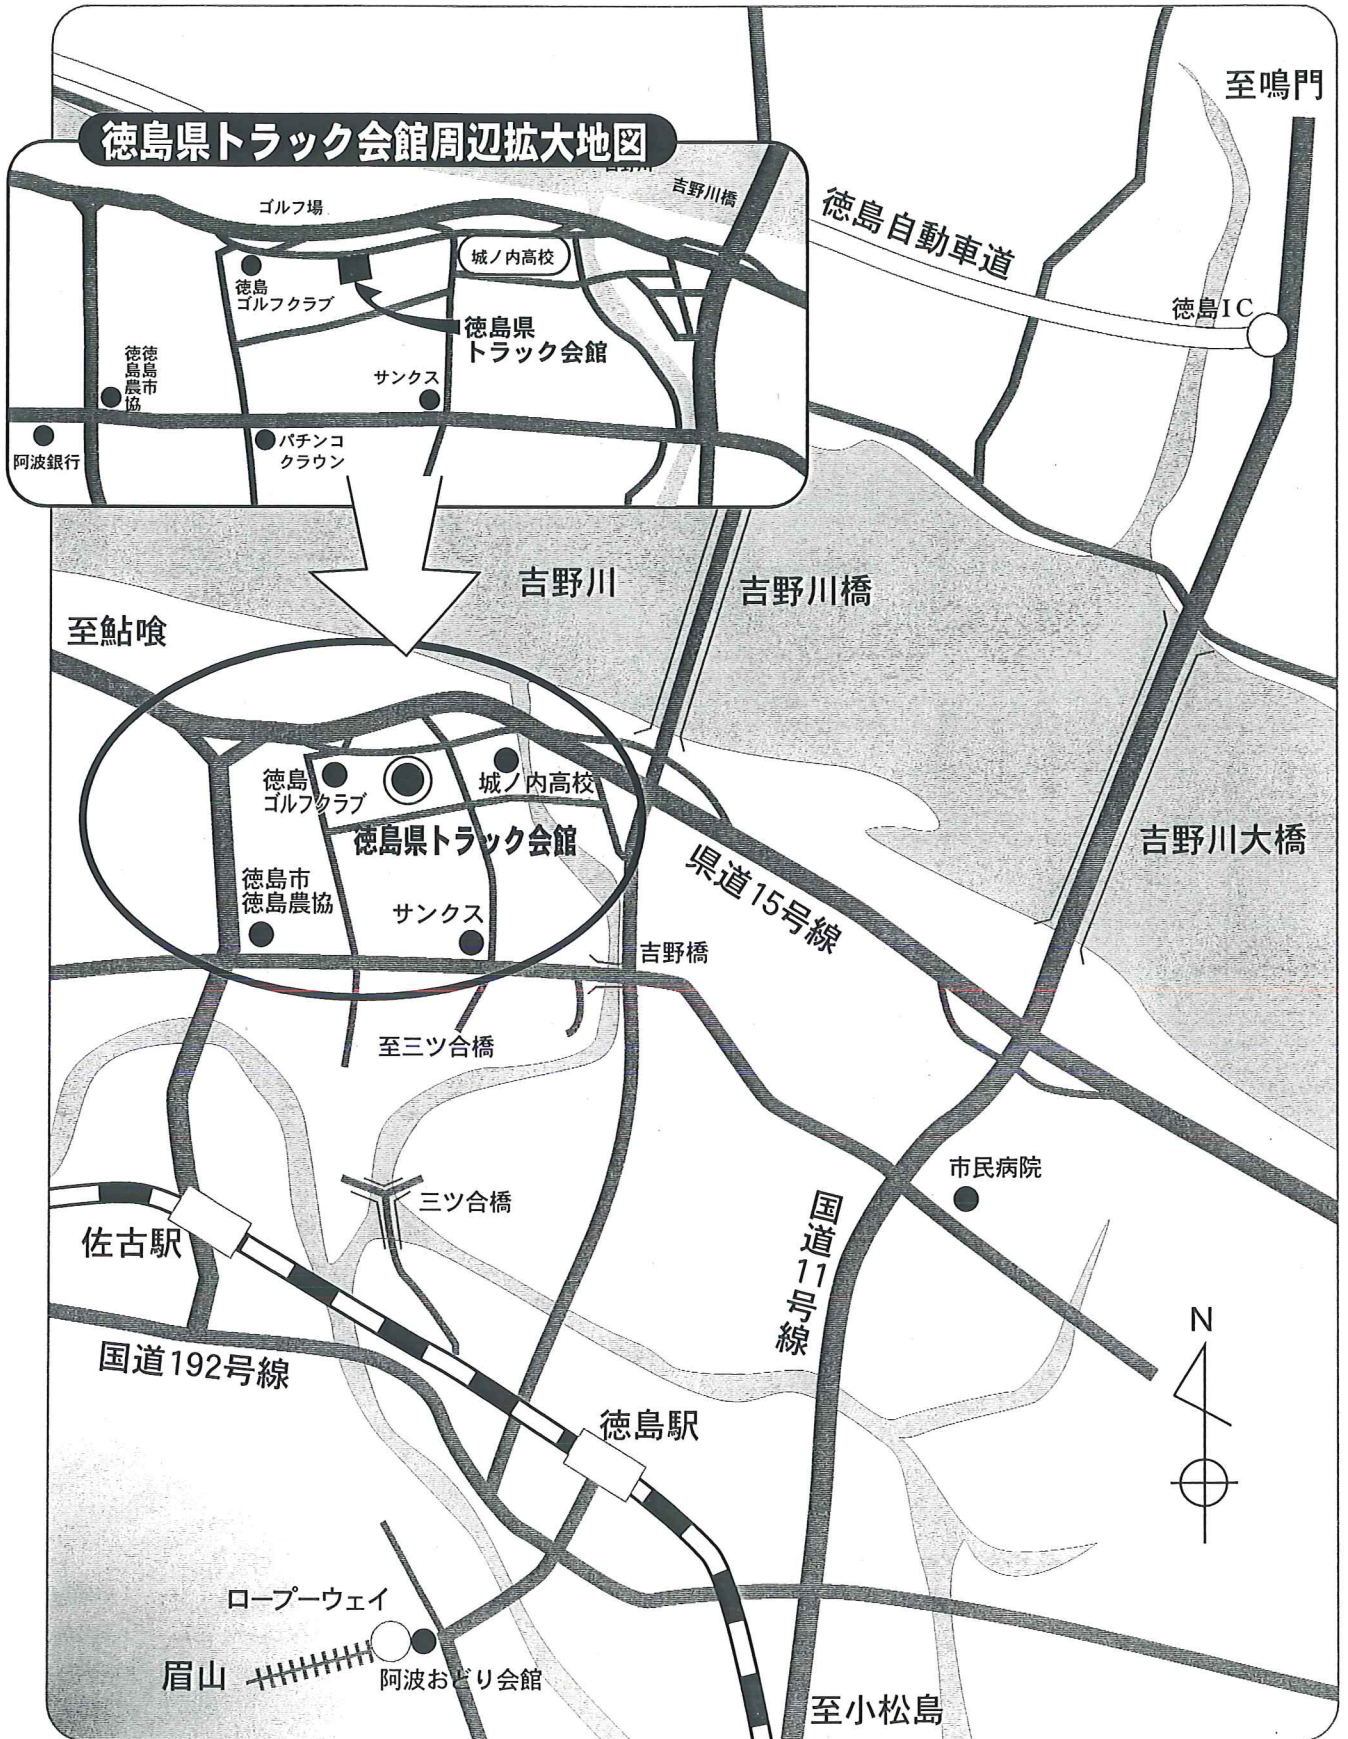 至鳴門
徳島県トラック会館周辺拡大地図
吉野川
吉野川橋
ゴルフ場
城ノ内高校
徳島
ゴルフクラブ
徳島県
トラック会館
徳島市
徳島農協
サンクス
阿波銀行
パチンコ
クラウン
徳島自動車道
徳島IC
吉野川
吉野川橋
至鮎喰
徳島
ゴルフクラブ
城ノ内高校
徳島県トラック会館
徳島市
徳島農協
サンクス
県道15号線
吉野川大橋
吉野橋
至三ツ合橋
三ツ合橋
市民病院
佐古駅
国道11号線
N
国道192号線
徳島駅
ロープーウェイ
眉山
阿波おどり会館
至小松島